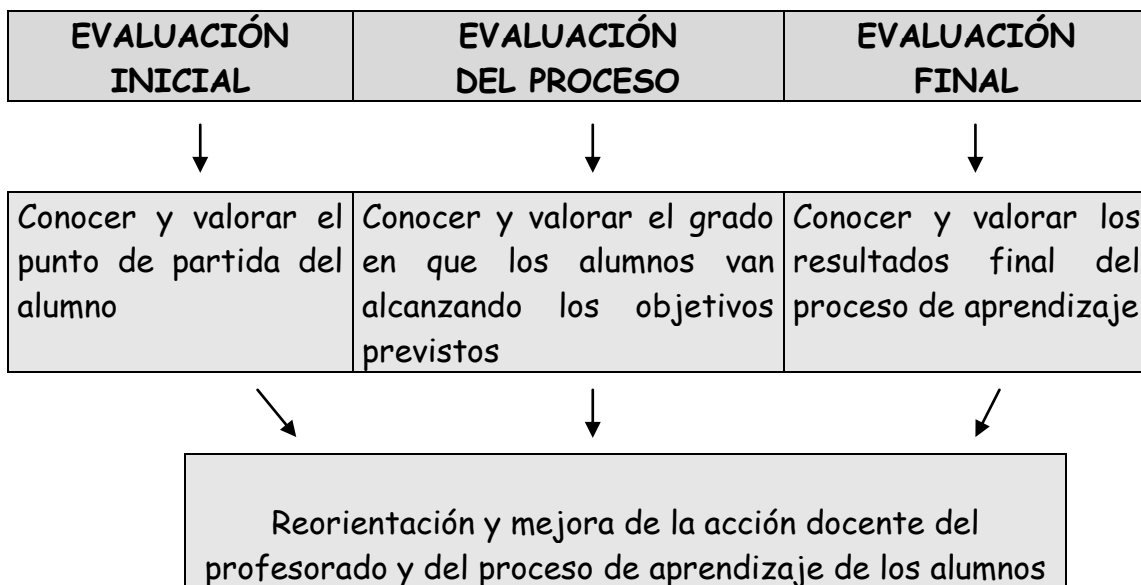 EVALUACIÓN
INICIAL
EVALUACIÓN
DEL PROCESO
EVALUACIÓN
FINAL
Conocer y valorar el
punto de partida del
alumno
Conocer y valorar el grado
en que los alumnos van
alcanzando los objetivos
previstos
Conocer y valorar los
resultados final del
proceso de aprendizaje
Reorientación y mejora de la acción docente del
profesorado y del proceso de aprendizaje de los alumnos